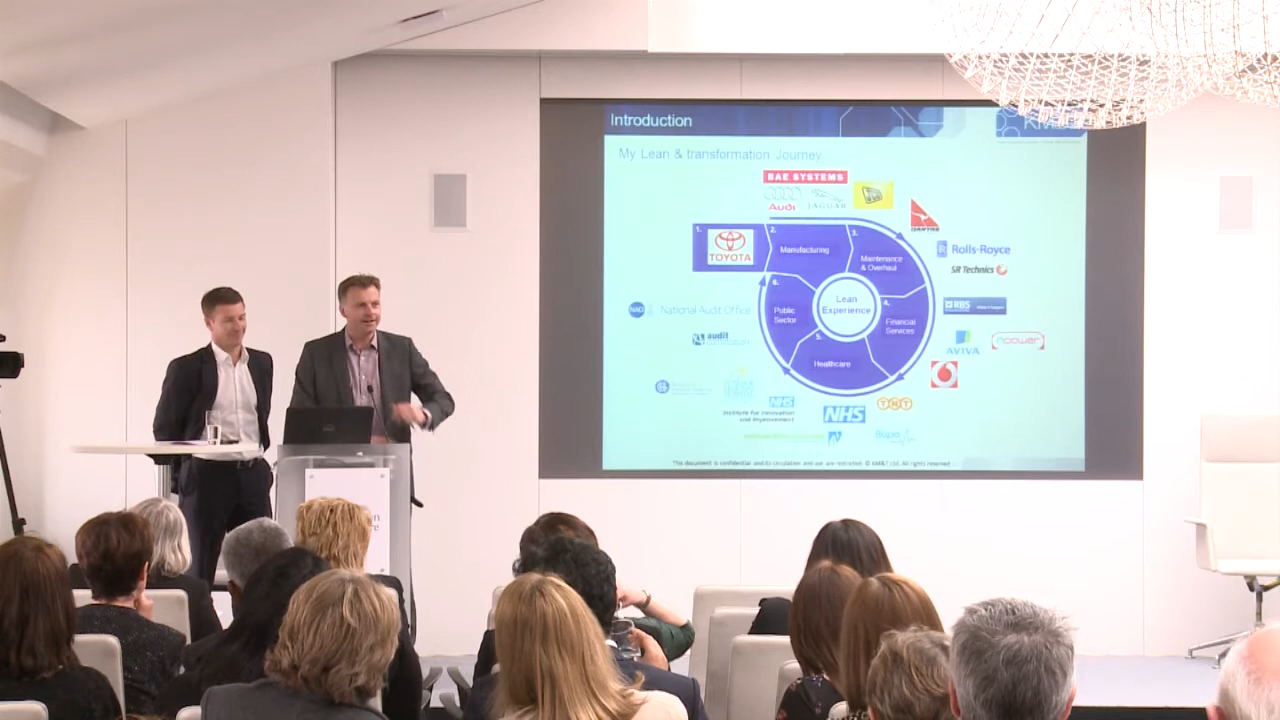 Introduction
KM&T
My Lean & transformation Journey
BAE SYSTEMS
Audi
JAGUAR
QANTAS
1.
TOYOTA
2.
Manufacturing
3.
Maintenance
& Overhaul
Rolls-Royce
SR Technics
Lean
Experience
4.
Financial
Services
RBS
AVIVA
npower
5.
Healthcare
6.
Public
Sector
NAO
National Audit Office
audit
NHS
Institute for Innovation
and Improvement
NHS
TNT
Bupa
This document is confidential and its circulation and use are restricted. © KM&T Ltd, All rights reserved